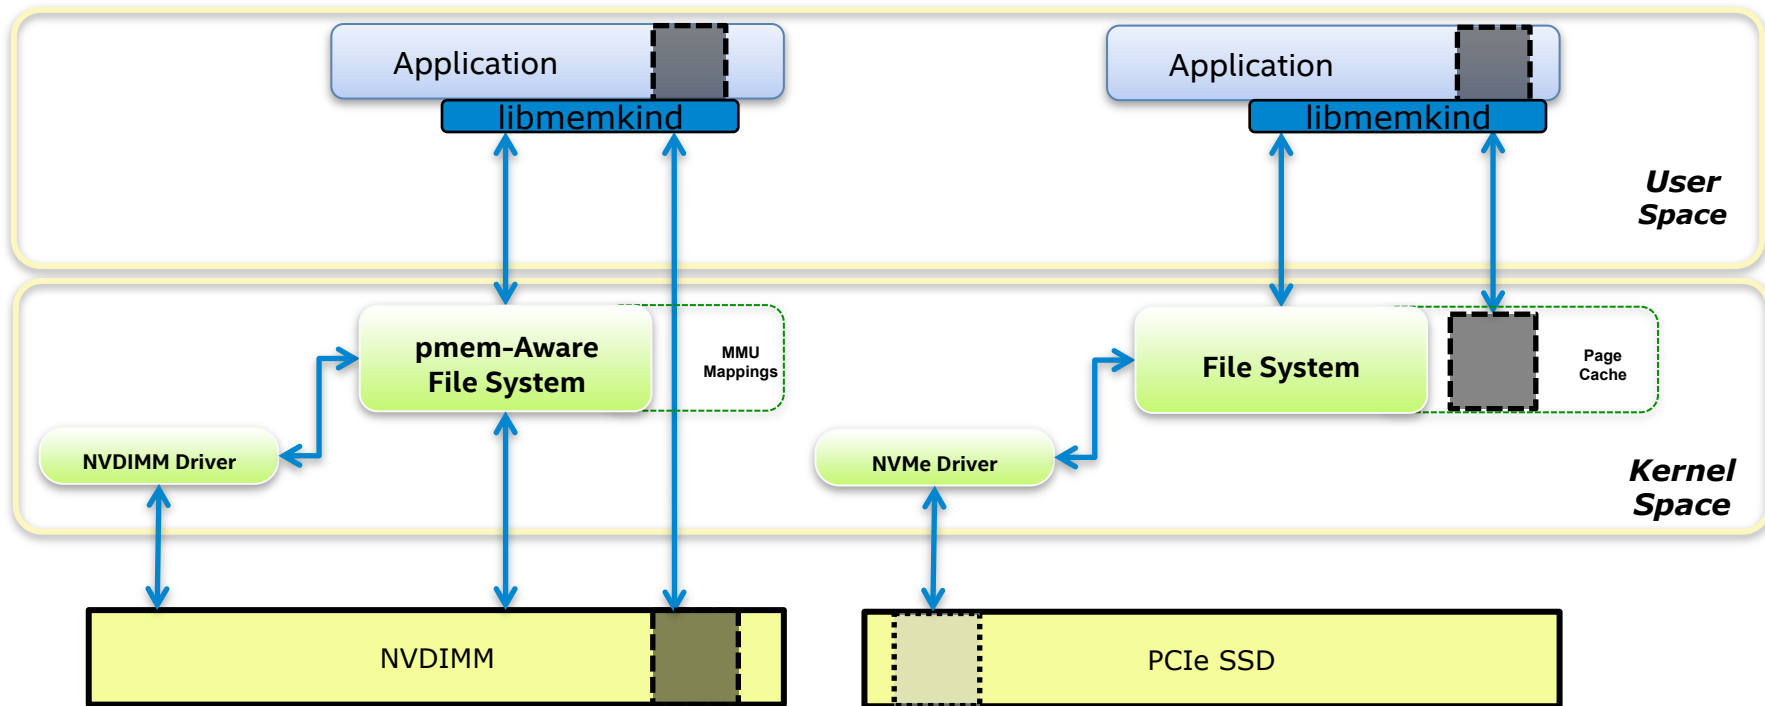 Application
libmemkind
Application
libmemkind
User
Space
pmem-Aware
File System
MMU
Mappings
NVDIMM Driver
File System
Page
Cache
NVMe Driver
Kernel
Space
NVDIMM
PCIe SSD